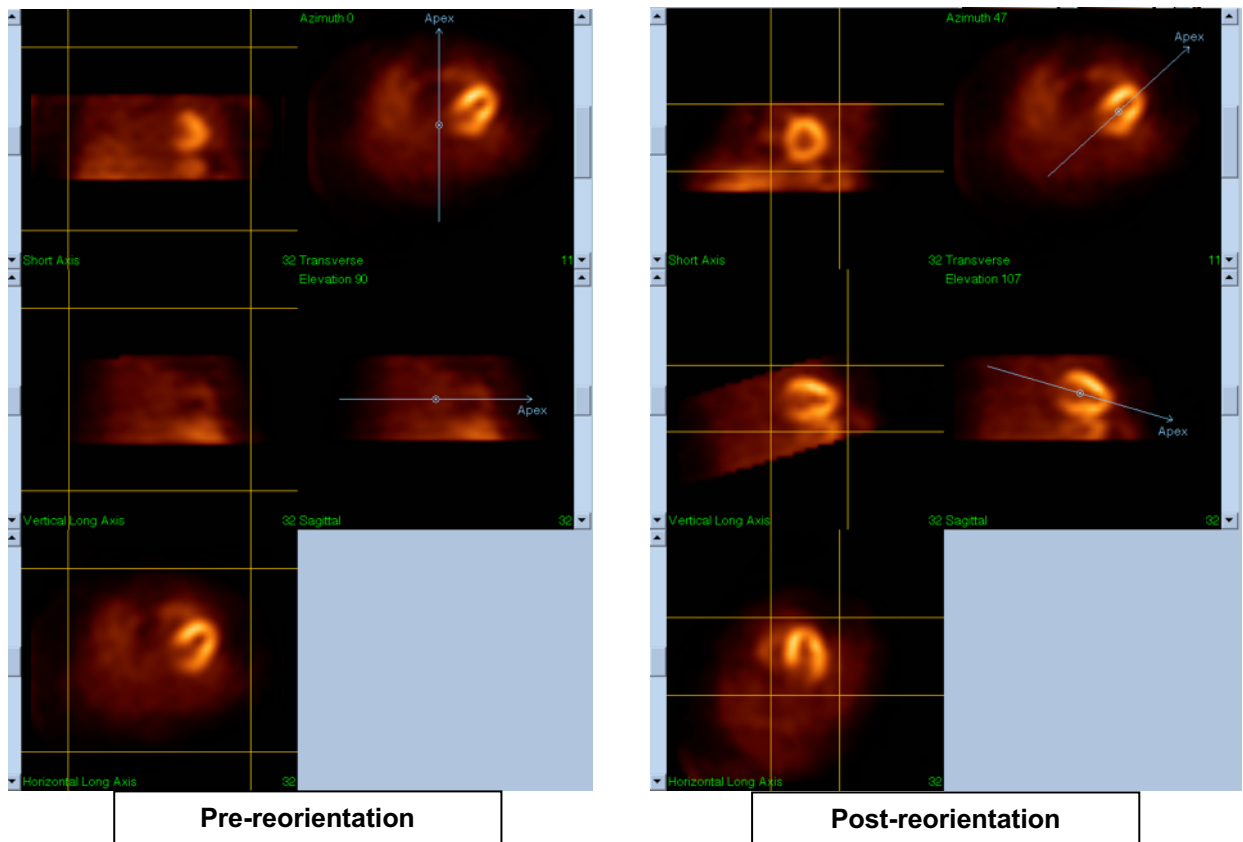 Azimuth 0
Apex
Short Axis 32
Transverse 11
Elevation 90
Apex
Vertical Long Axis 32
Sagittal 32
Horizontal Long Axis 32
Pre-reorientation
Azimuth 47
Apex
Short Axis 32
Transverse 11
Elevation 107
Apex
Vertical Long Axis 32
Sagittal 32
Horizontal Long Axis 32
Post-reorientation